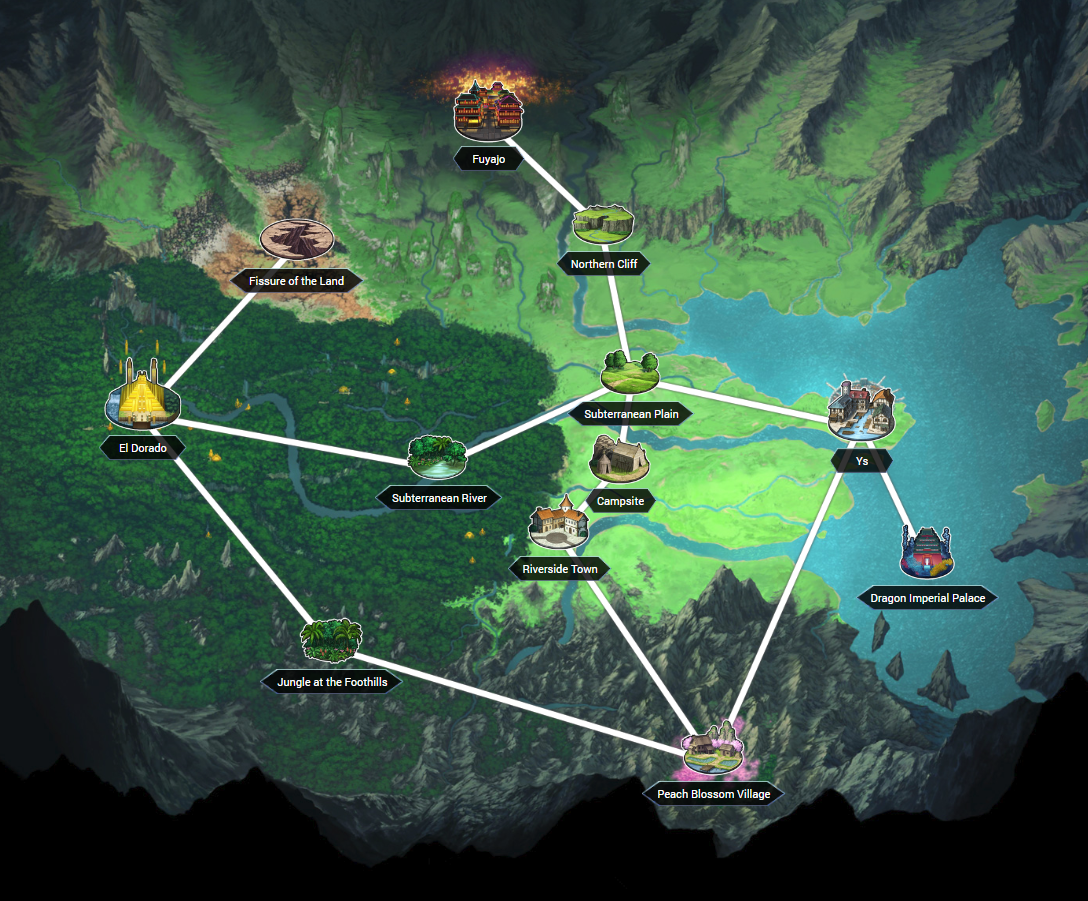 Fuyajo
Northern Cliff
Fissure of the Land
Subterranean Plain
El Dorado
Ys
Subterranean River
Campsite
Riverside Town
Dragon Imperial Palace
Jungle at the Foothills
Peach Blossom Village